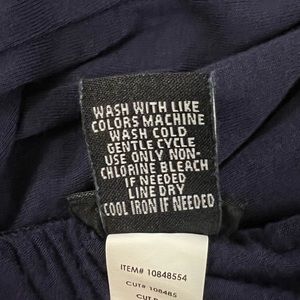 WASH WITH LIKE
COLORS MACHINE
WASH COLD
GENTLE CYCLE
USE ONLY NON-
CHLORINE BLEACH
IF NEEDED
LINE DRY
COOL IRON IF NEEDED
ITEM# 10848554
CUT# 108485